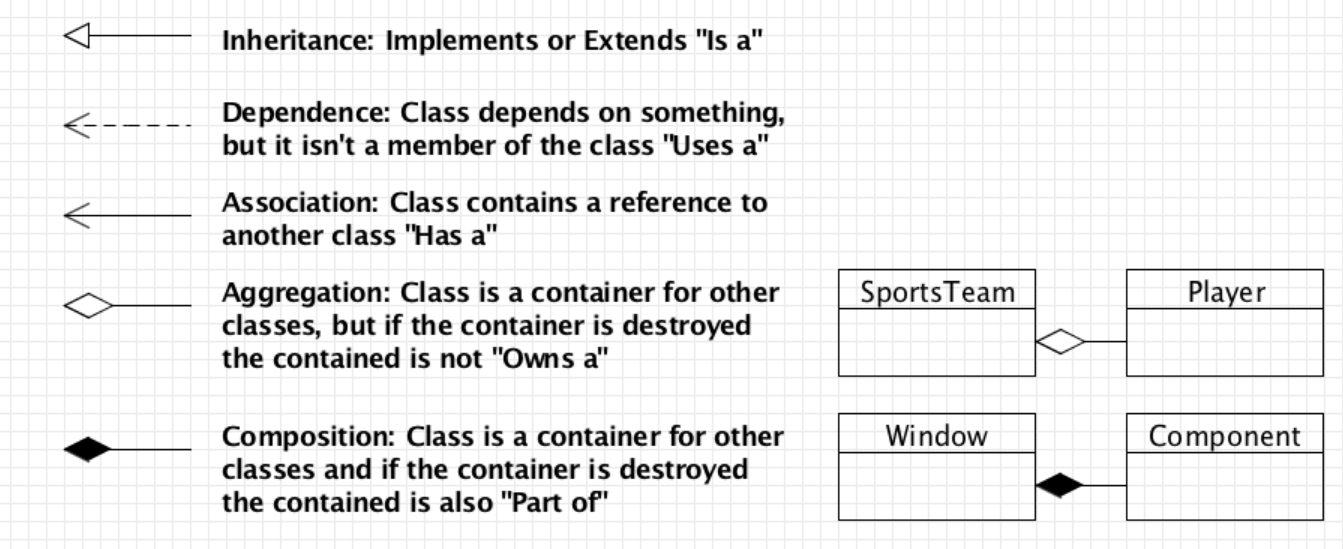 Inheritance: Implements or Extends "Is a"
Dependence: Class depends on something,
but it isn't a member of the class "Uses a"
Association: Class contains a reference to
another class "Has a"
Aggregation: Class is a container for other
classes, but if the container is destroyed
the contained is not "Owns a"
SportsTeam
Player
Composition: Class is a container for other
classes and if the container is destroyed
the contained is also "Part of"
Window
Component